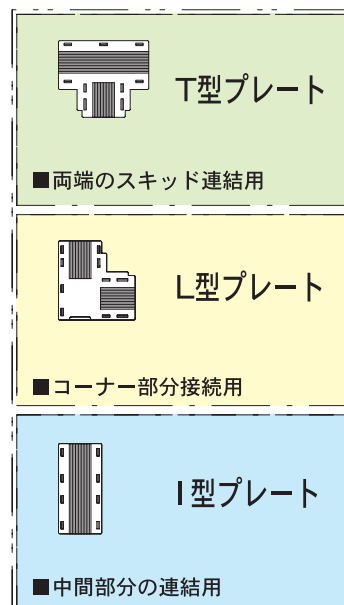 T型プレート
■両端のスキッド連結用
L型プレート
■コーナー部分接続用
I型プレート
■中間部分の連結用